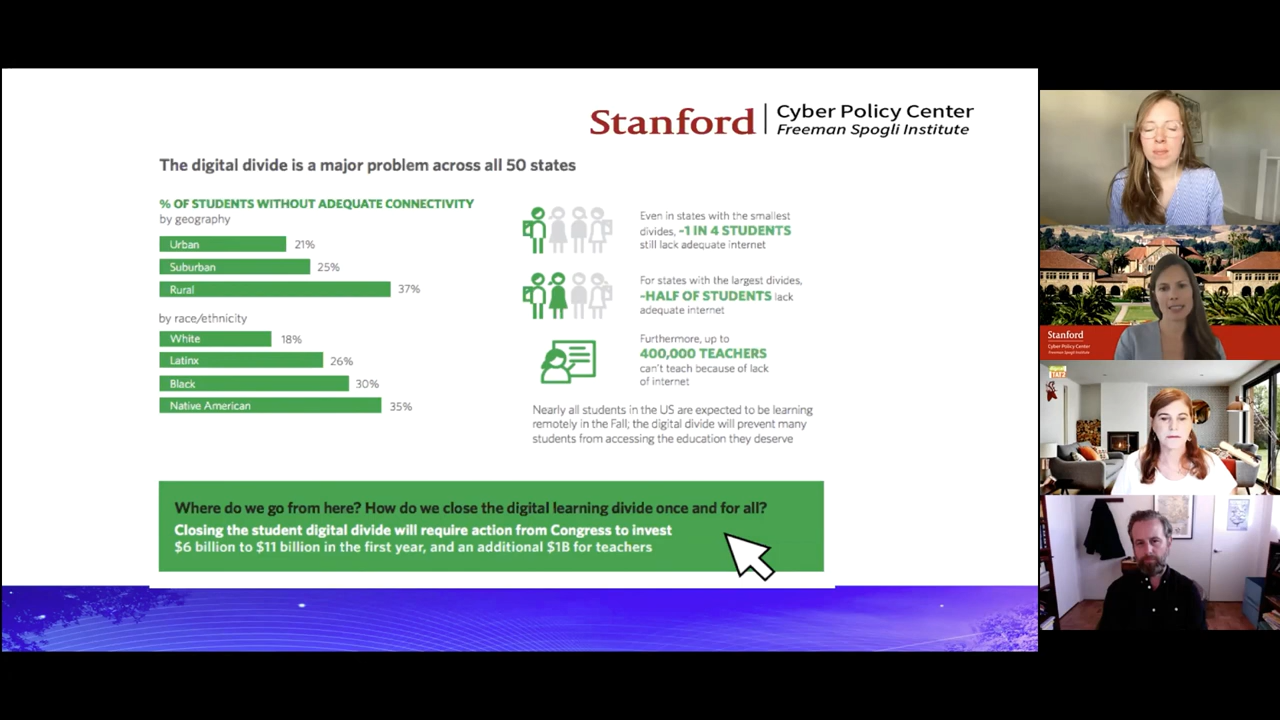 Stanford
Cyber Policy Center
Freeman Spogli Institute
The digital divide is a major problem across all 50 states
% OF STUDENTS WITHOUT ADEQUATE CONNECTIVITY
by geography
Urban 21%
Suburban 25%
Rural 37%
by race/ethnicity
White 18%
Latinx 26%
Black 30%
Native American 35%
Even in states with the smallest
divides, ~1 IN 4 STUDENTS
still lack adequate internet
For states with the largest divides,
~HALF OF STUDENTS lack
adequate internet
Furthermore, up to
400,000 TEACHERS
can't teach because of lack
of internet
Nearly all students in the US are expected to be learning
remotely in the Fall; the digital divide will prevent many
students from accessing the education they deserve
Where do we go from here? How do we close the digital learning divide once and for all?
Closing the student digital divide will require action from Congress to invest
$6 billion to $11 billion in the first year, and an additional $1B for teachers
Stanford
Cyber Policy Center
Freeman Spogli Institute